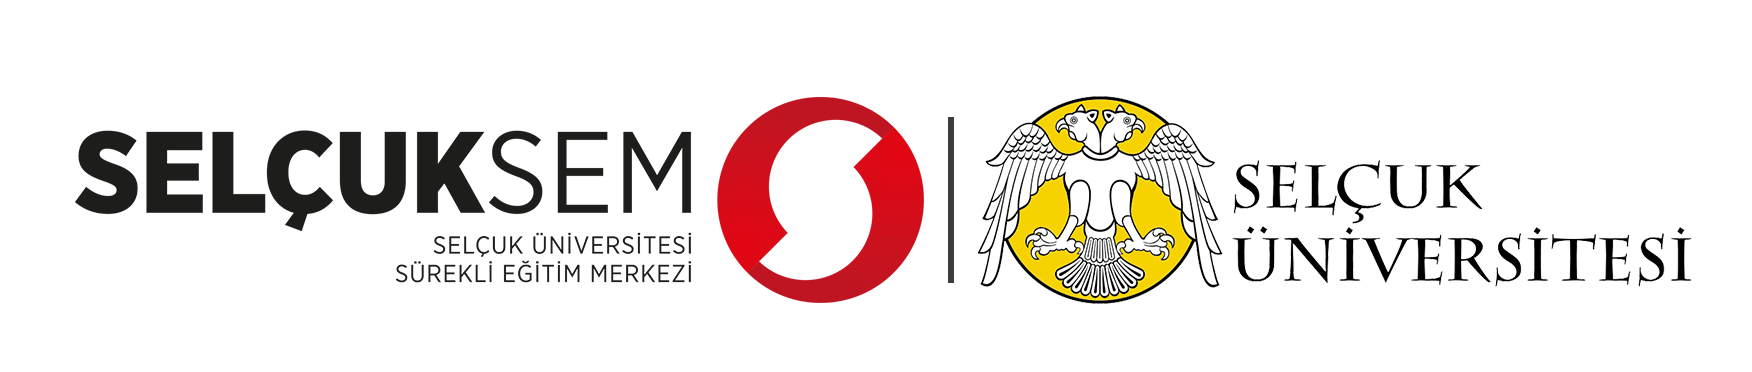 SELÇUKSEM
SELÇUK ÜNİVERSİTESİ
SÜREKLİ EĞİTİM MERKEZİ
SELÇUK
ÜNİVERSİTESİ